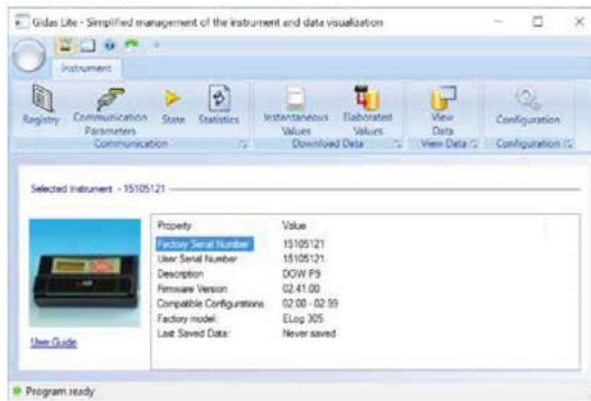 Gidas Lite - Simplified management of the instrument and data visualization
Instrument
Registry
Communication Parameters
State
Statistics
Instantaneous Values
Elaborated Values
View Data
Configuration
Communication
Download Data
View Data
Configuration
Selected Instrument - 15105121
Property Value
Factory Serial Number 15105121
User Serial Number 15105121
Description DOW P9
Firmware Version 02.41.00
Compatible Configurations 02.00 - 02.99
Factory model: ELog 305
Last Saved Data: Never saved
User Guide
Program ready